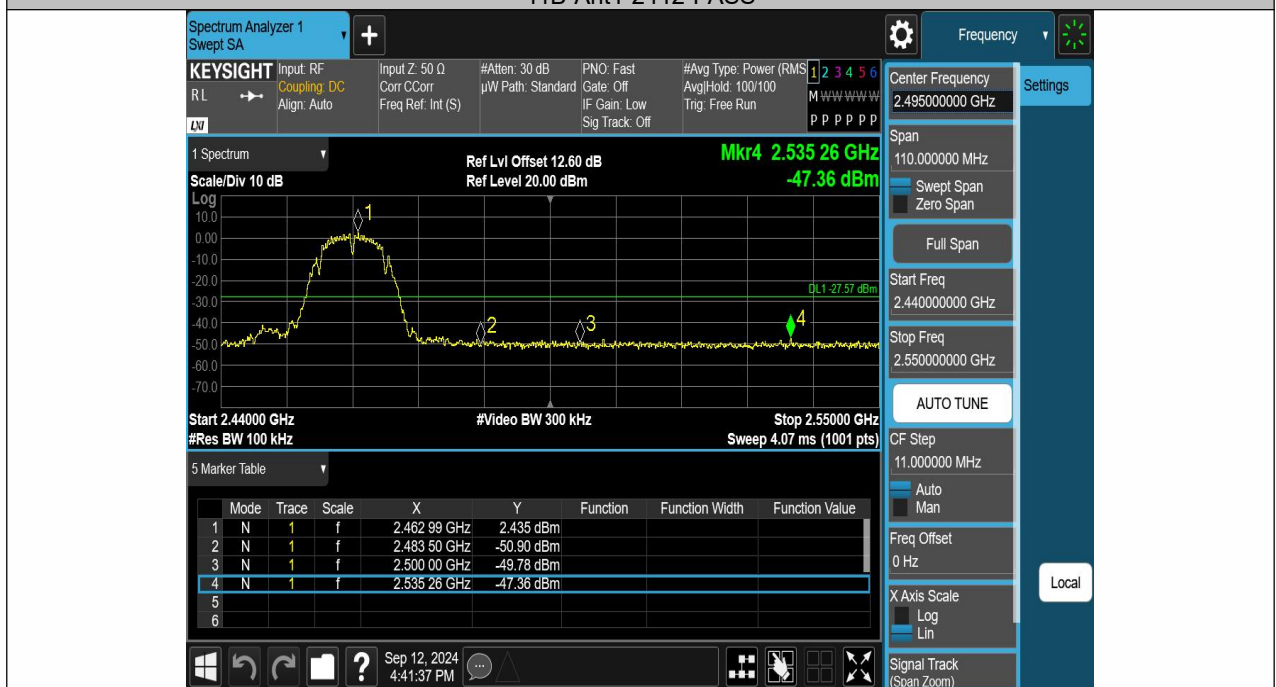 Spectrum Analyzer 1
Swept SA
+
Frequency
KEYSIGHT
RL
LXI
Input: RF
Coupling: DC
Align: Auto
Input Z: 50 Ω
Corr CCorr
Freq Ref: Int (S)
#Atten: 30 dB
µW Path: Standard
PNO: Fast
Gate: Off
IF Gain: Low
Sig Track: Off
#Avg Type: Power (RMS
Avg|Hold: 100/100
Trig: Free Run
1 2 3 4 5 6
M W W W W W
P P P P P P
1 Spectrum
Scale/Div 10 dB
Ref Lvl Offset 12.60 dB
Ref Level 20.00 dBm
Mkr4 2.535 26 GHz
-47.36 dBm
Log
10.0
0.00
-10.0
-20.0
-30.0
-40.0
-50.0
-60.0
-70.0
1
2
3
4
DL1 -27.57 dBm
Start 2.44000 GHz
#Video BW 300 kHz
Stop 2.55000 GHz
#Res BW 100 kHz
Sweep 4.07 ms (1001 pts)
5 Marker Table
Mode Trace Scale X Y Function Function Width Function Value
1 N 1 f 2.462 99 GHz 2.435 dBm
2 N 1 f 2.483 50 GHz -50.90 dBm
3 N 1 f 2.500 00 GHz -49.78 dBm
4 N 1 f 2.535 26 GHz -47.36 dBm
5
6
?
Sep 12, 2024
4:41:37 PM
Center Frequency
2.495000000 GHz
Settings
Span
110.000000 MHz
Swept Span
Zero Span
Full Span
Start Freq
2.440000000 GHz
Stop Freq
2.550000000 GHz
AUTO TUNE
CF Step
11.000000 MHz
Auto
Man
Freq Offset
0 Hz
X Axis Scale
Log
Lin
Local
Signal Track
(Span Zoom)